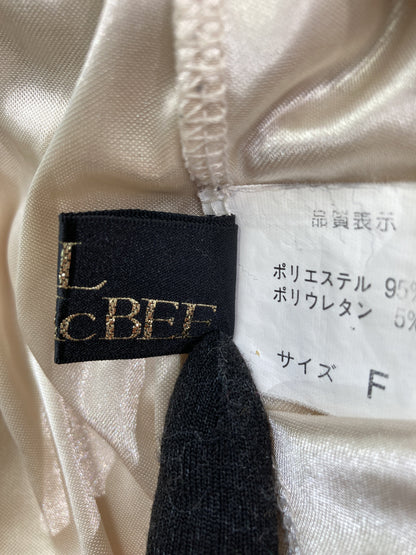 L
cBEE
品質表示
ポリエステル 95%
ポリウレタン 5%
サイズ F